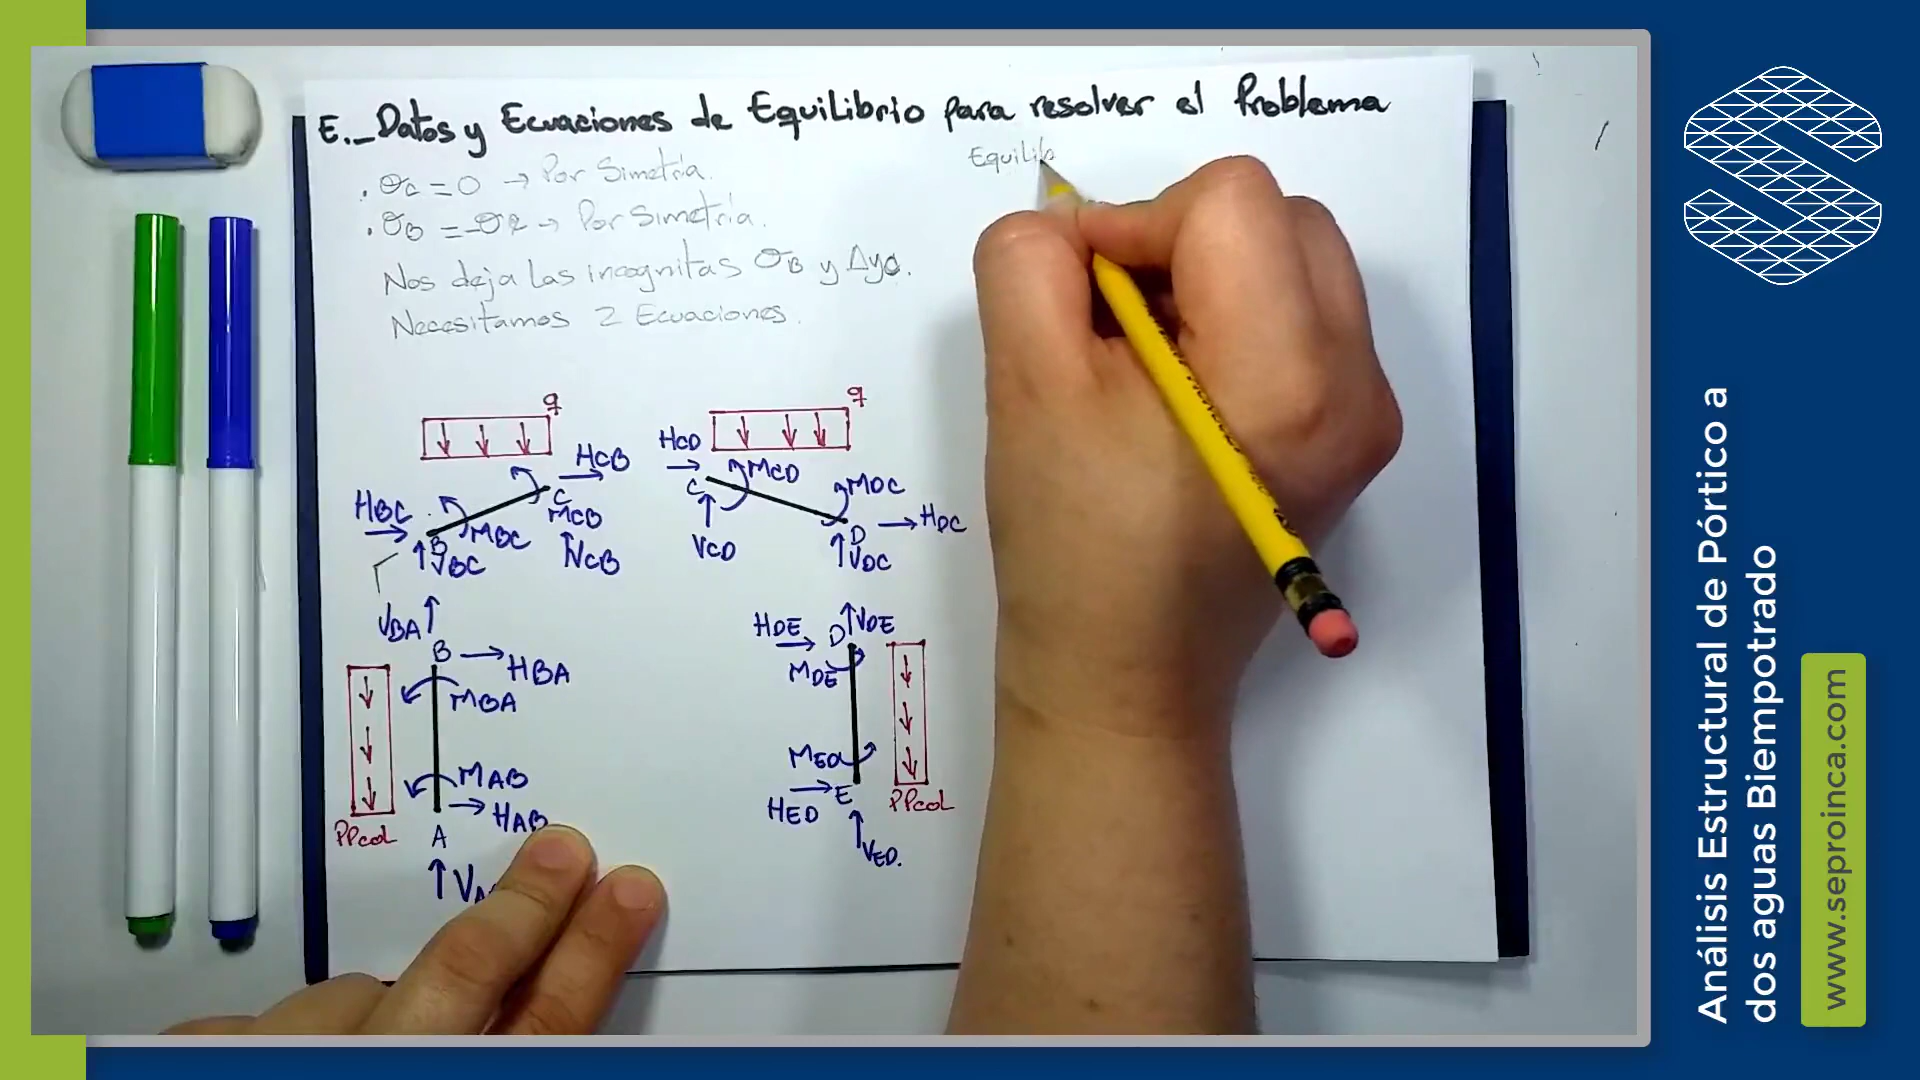 E._Datos y Ecuaciones de Equilibrio para resolver el Problema
. θc = 0 → Por Simetría.
. θB = -θD → Por Simetría.
Nos deja las incognitas θB y Δyc.
Necesitamos 2 Ecuaciones.
Equilib
q
q
HCB
HCD
MCD
C
C
MCB
MDC
HDC
HBC
MBC
B
VBC
VCB
VCD
D
VDC
VBA
B
HBA
MBA
MAB
HAB
A
PPcol
HDE
D
VDE
MDE
MED
HED
E
PPcol
VED.
Análisis Estructural de Pórtico a
dos aguas Biempotrado
www.seproinca.com